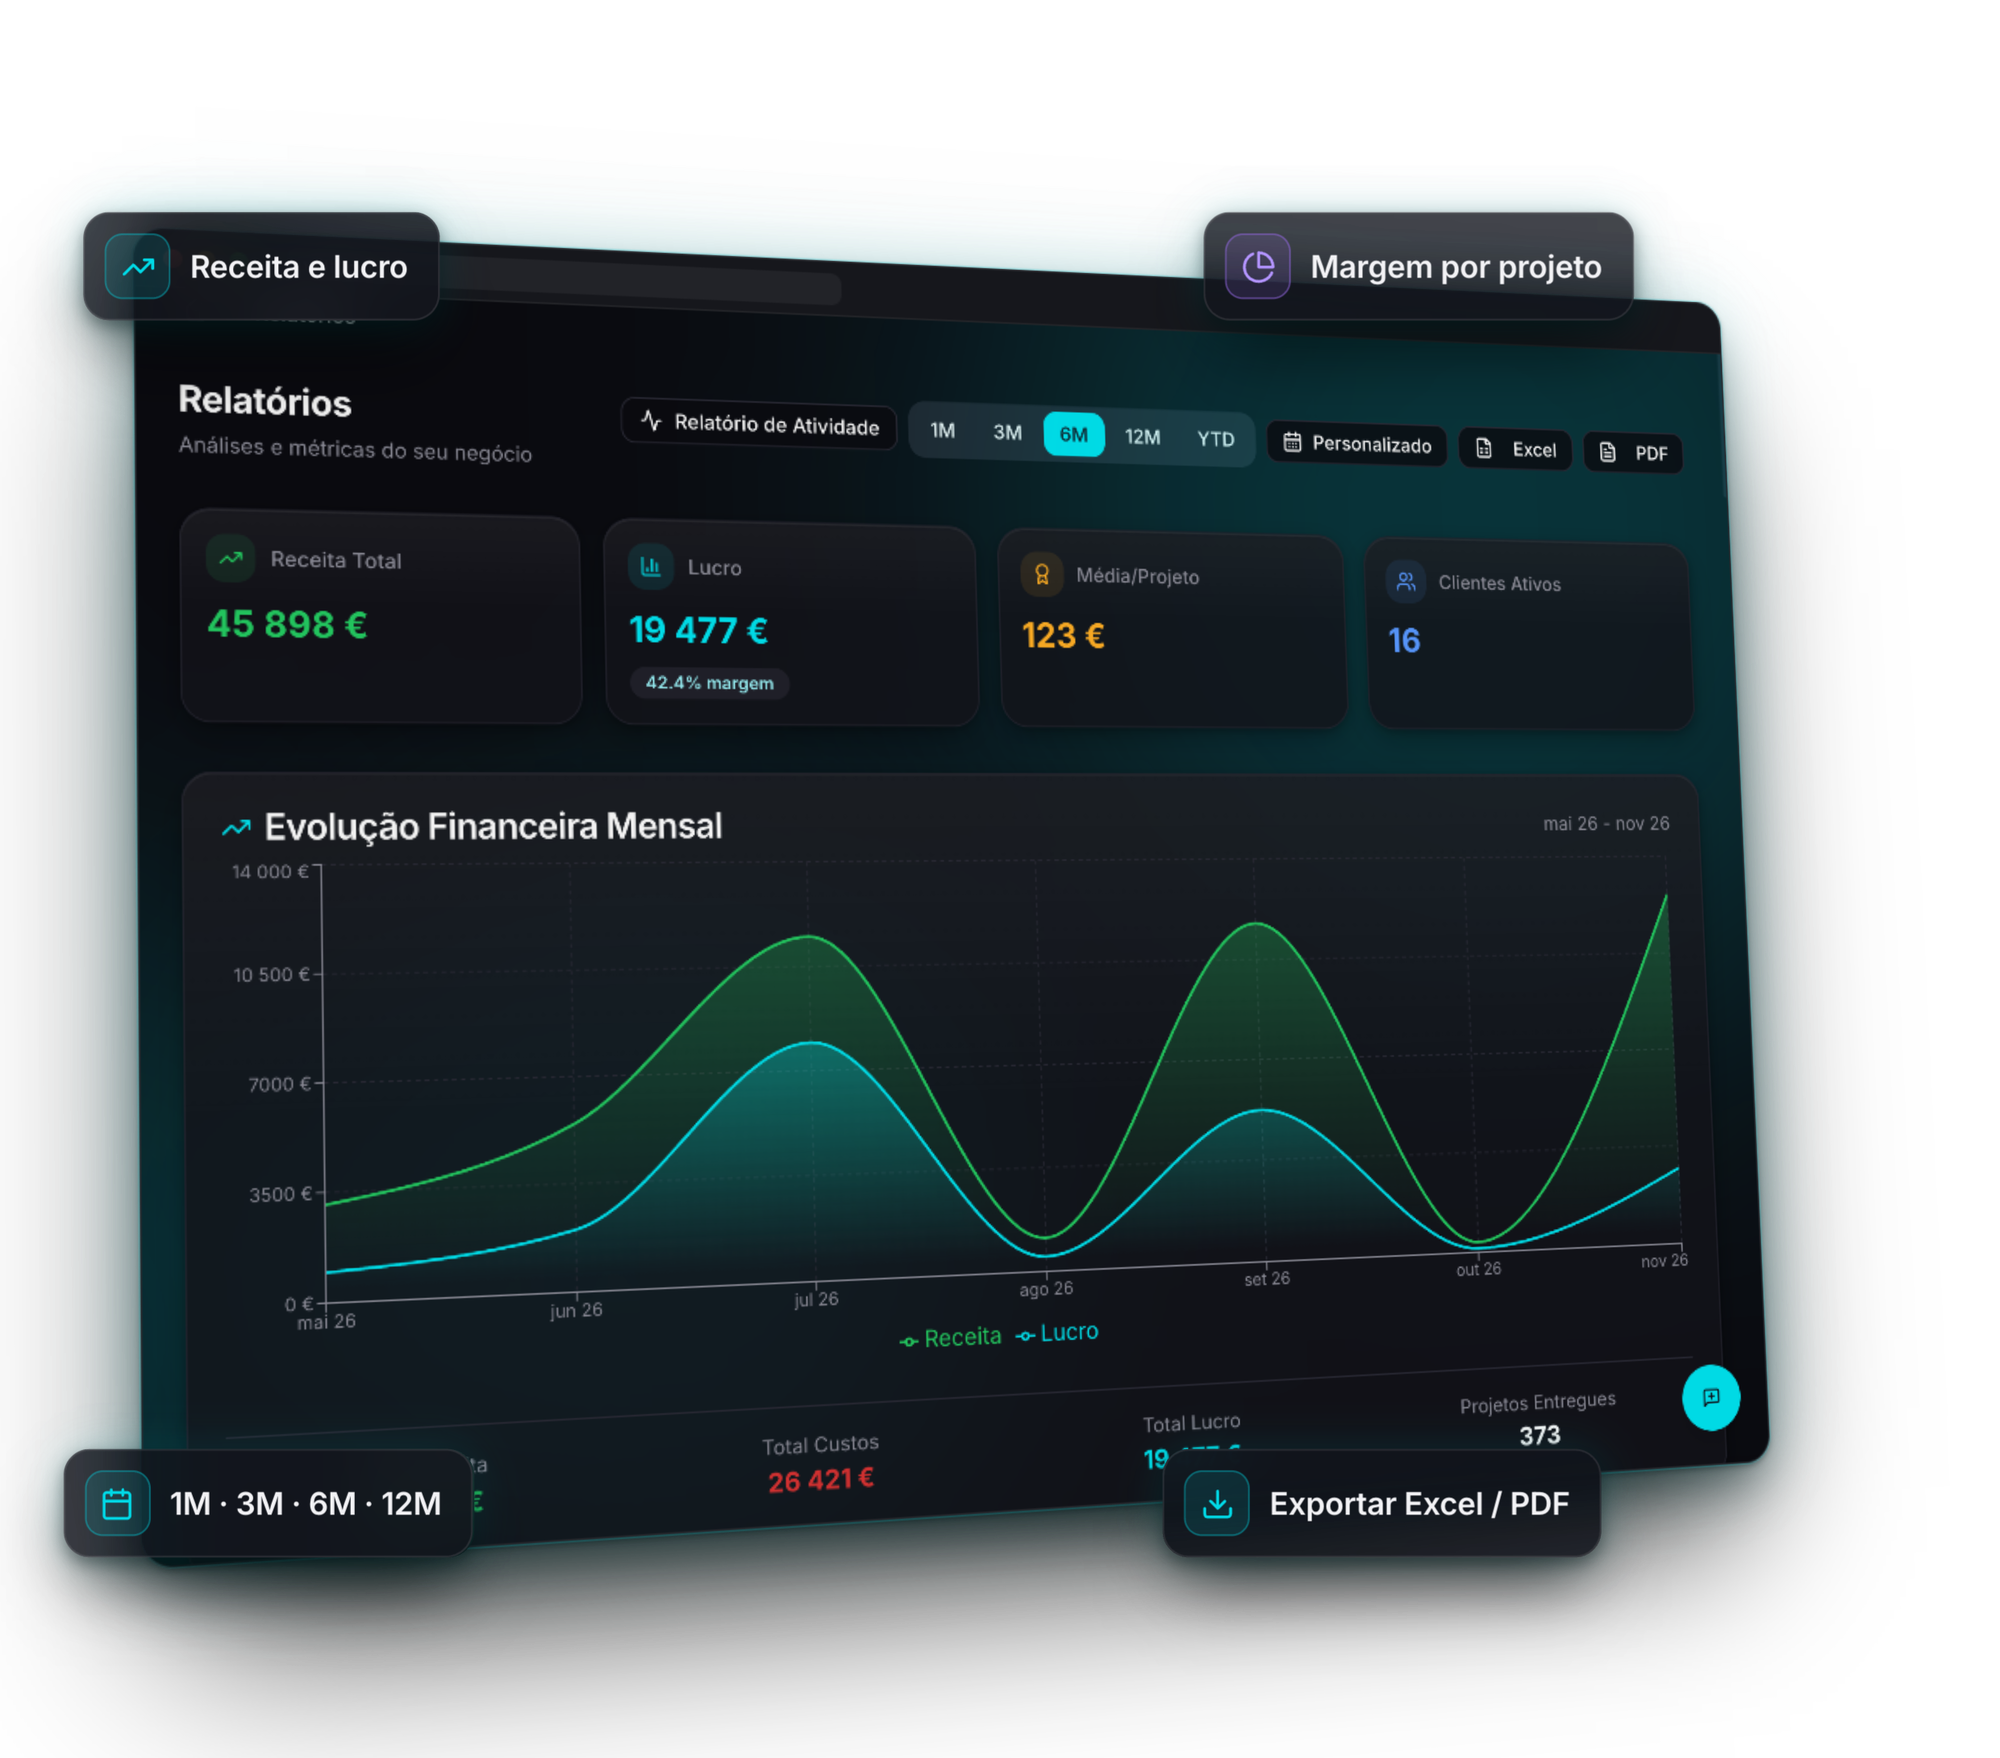 Receita e lucro
Margem por projeto
Relatórios
Análises e métricas do seu negócio
Relatório de Atividade
1M
3M
6M
12M
YTD
Personalizado
Excel
PDF
Receita Total
45 898 €
Lucro
19 477 €
42.4% margem
Média/Projeto
123 €
Clientes Ativos
16
Evolução Financeira Mensal
mai 26 - nov 26
14 000 €
10 500 €
7000 €
3500 €
0 €
mai 26
jun 26
jul 26
ago 26
set 26
out 26
nov 26
Receita
Lucro
Total Custos
26 421 €
Total Lucro
Projetos Entregues
373
1M · 3M · 6M · 12M
Exportar Excel / PDF